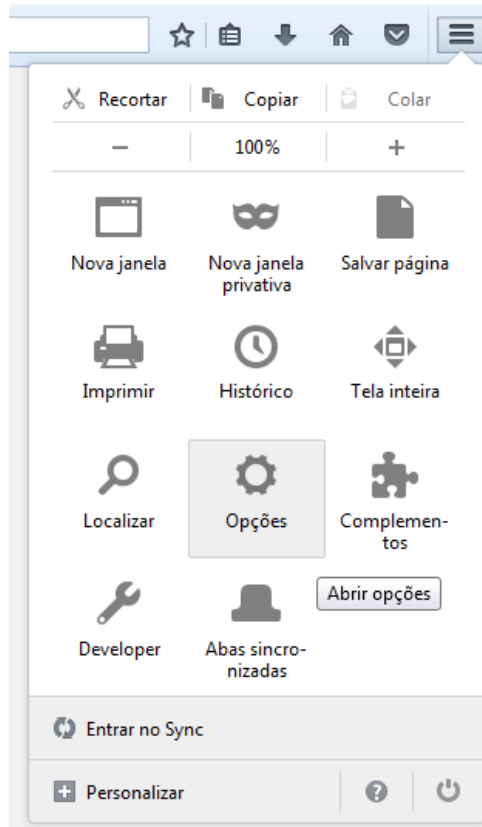 Recortar Copiar Colar
− 100% +
Nova janela Nova janela privativa Salvar página
Imprimir Histórico Tela inteira
Localizar Opções Complemen-
tos
Abrir opções
Developer Abas sincro-
nizadas
Entrar no Sync
Personalizar